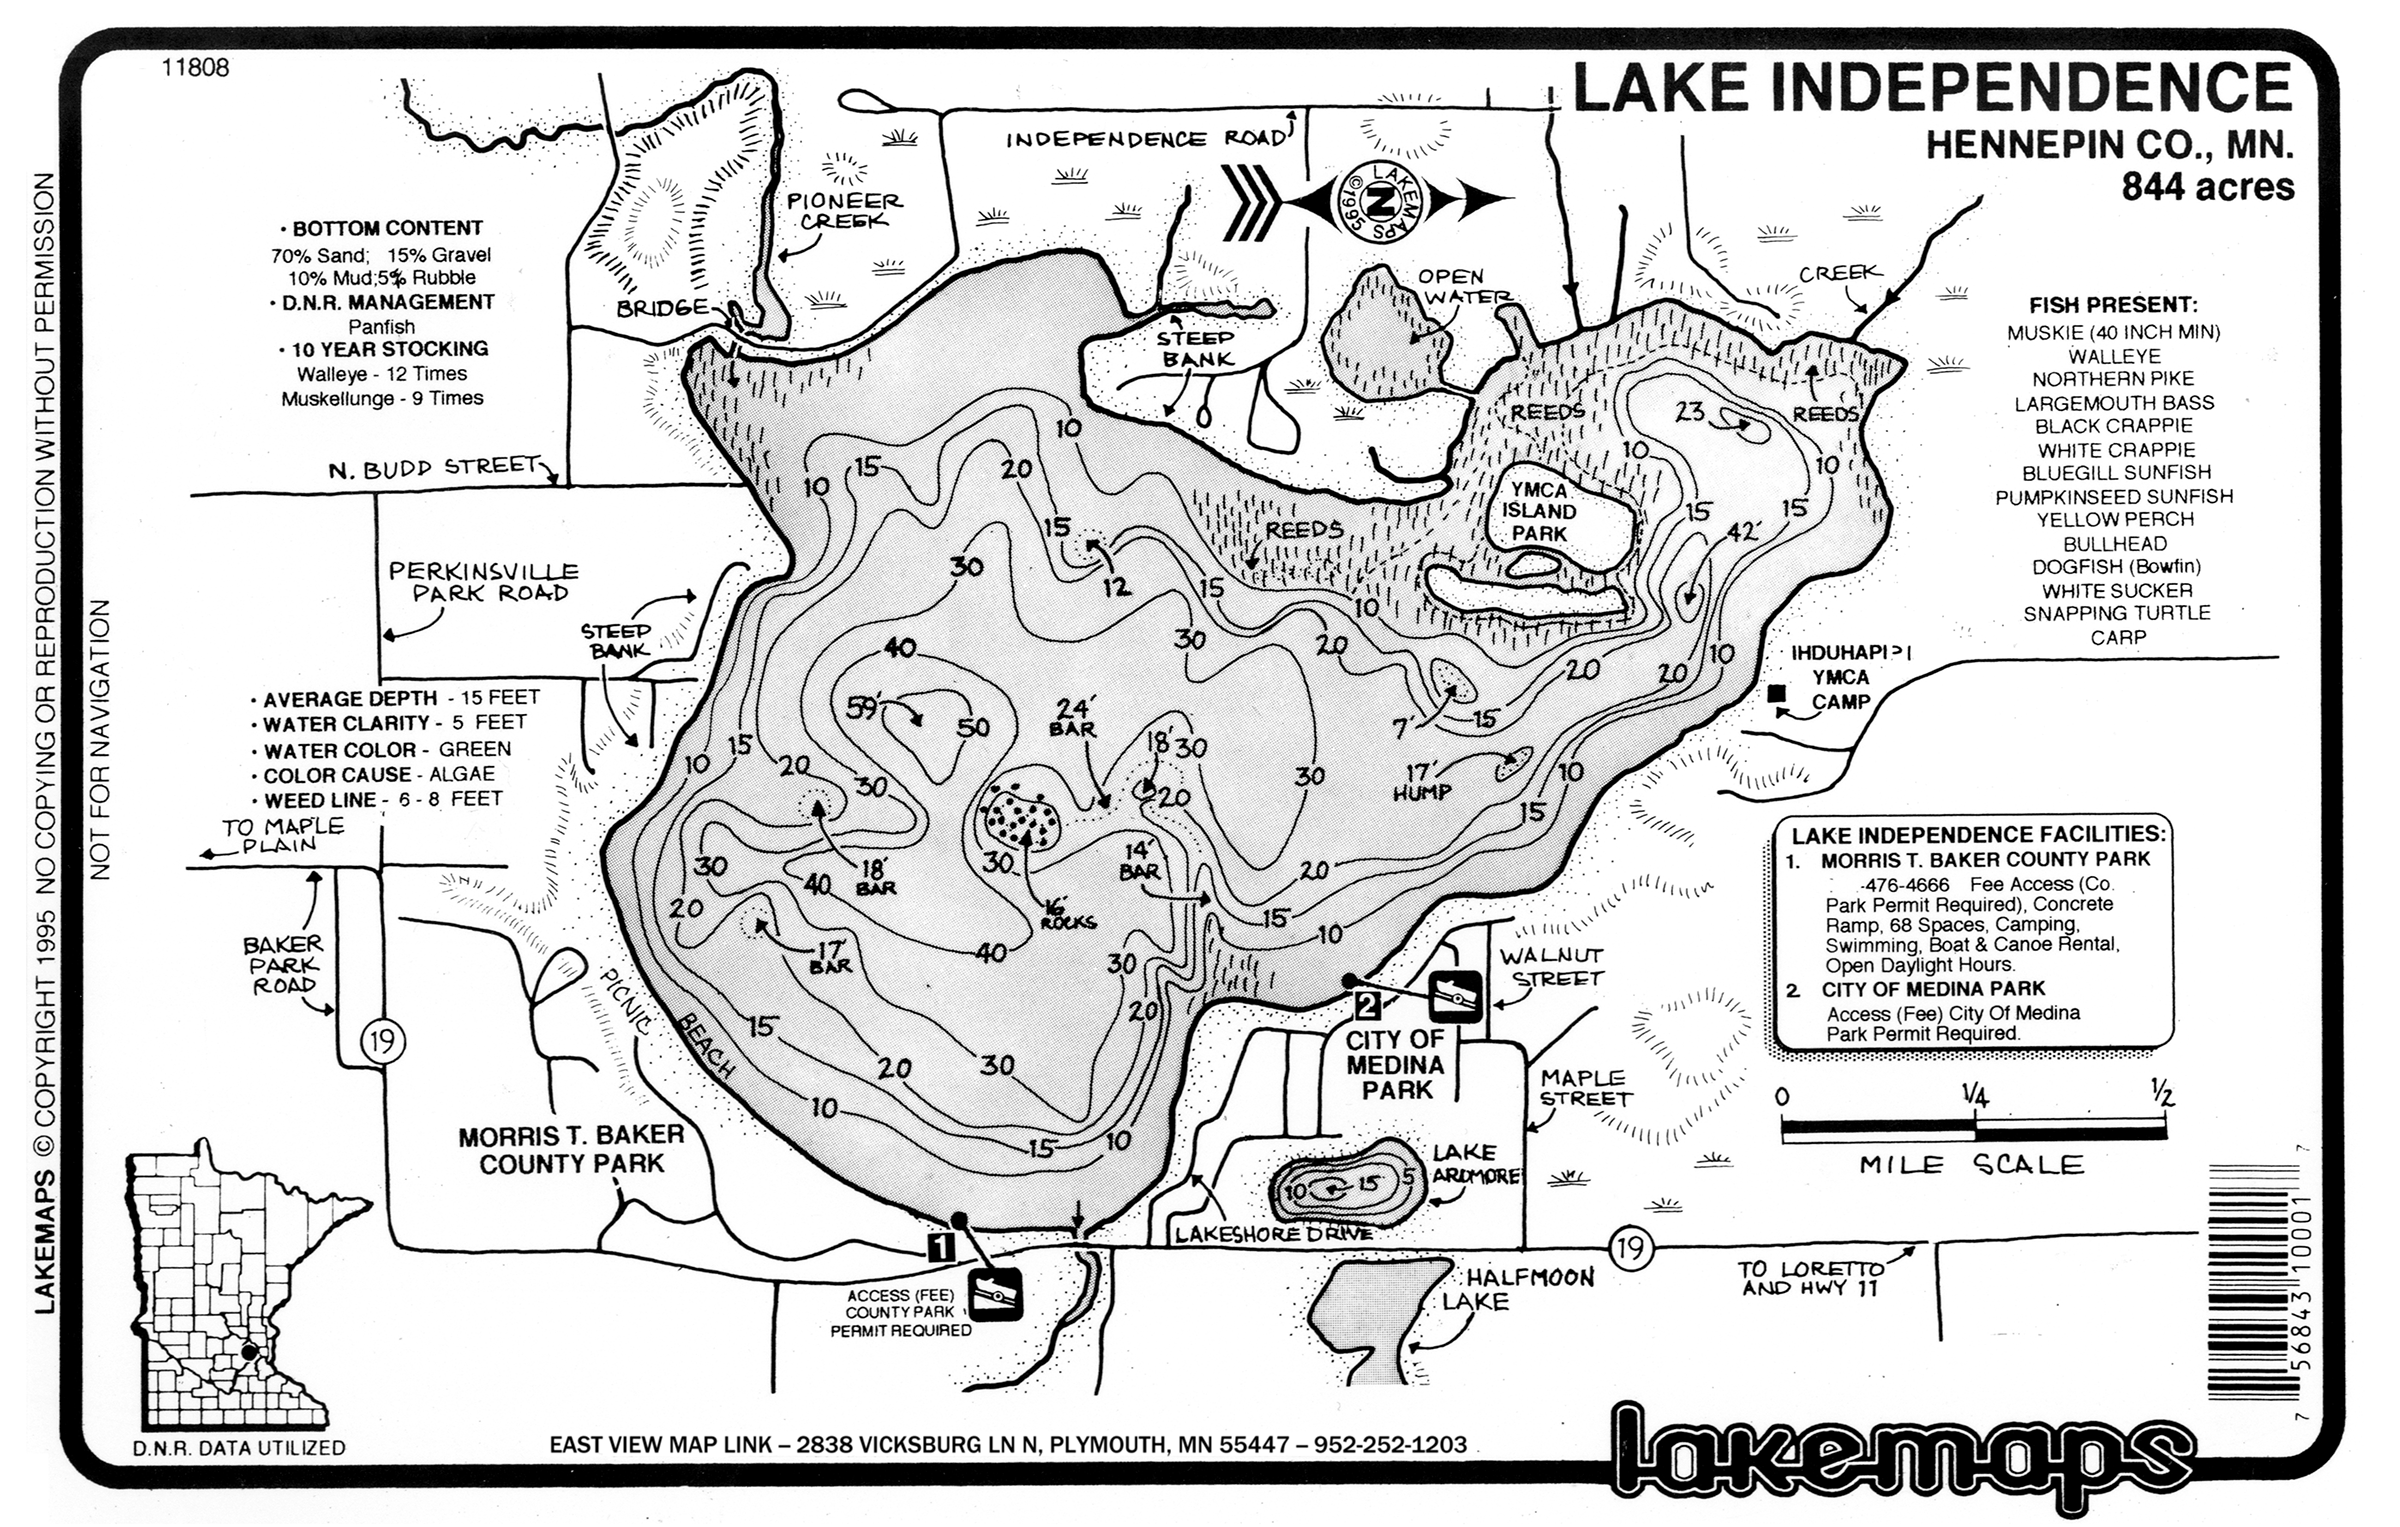 11808
LAKE INDEPENDENCE
HENNEPIN CO., MN.
844 acres
LAKEMAPS © COPYRIGHT 1995 NO COPYING OR REPRODUCTION WITHOUT PERMISSION
NOT FOR NAVIGATION
• BOTTOM CONTENT
70% Sand; 15% Gravel
10% Mud;5% Rubble
• D.N.R. MANAGEMENT
Panfish
• 10 YEAR STOCKING
Walleye - 12 Times
Muskellunge - 9 Times
INDEPENDENCE ROAD
LAKEMAPS ©1995
N
PIONEER
CREEK
BRIDGE
STEEP
BANK
OPEN
WATER
CREEK
FISH PRESENT:
MUSKIE (40 INCH MIN)
WALLEYE
NORTHERN PIKE
LARGEMOUTH BASS
BLACK CRAPPIE
WHITE CRAPPIE
BLUEGILL SUNFISH
PUMPKINSEED SUNFISH
YELLOW PERCH
BULLHEAD
DOGFISH (Bowfin)
WHITE SUCKER
SNAPPING TURTLE
CARP
N. BUDD STREET
PERKINSVILLE
PARK ROAD
STEEP
BANK
REEDS
REEDS
REEDS
23
10
10
15
15
42'
YMCA
ISLAND
PARK
10
10
15
20
15
12
30
15
10
40
30
20
20
20
10
59'
50
24'
BAR
18'
30
20
7'
15
17'
HUMP
10
15
30
10
15
20
30
IHDUHAPI
YMCA
CAMP
• AVERAGE DEPTH - 15 FEET
• WATER CLARITY - 5 FEET
• WATER COLOR - GREEN
• COLOR CAUSE - ALGAE
• WEED LINE - 6 - 8 FEET
TO MAPLE
PLAIN
BAKER
PARK
ROAD
19
30
20
40
18'
BAR
17'
BAR
30
16'
ROCKS
14'
BAR
20
15
10
40
30
20
15
20
30
10
15
10
PICNIC
BEACH
MORRIS T. BAKER
COUNTY PARK
LAKE INDEPENDENCE FACILITIES:
1. MORRIS T. BAKER COUNTY PARK
-476-4666 Fee Access (Co.
Park Permit Required), Concrete
Ramp, 68 Spaces, Camping,
Swimming, Boat & Canoe Rental,
Open Daylight Hours.
2. CITY OF MEDINA PARK
Access (Fee) City Of Medina
Park Permit Required.
WALNUT
STREET
2
CITY OF
MEDINA
PARK
MAPLE
STREET
0 1/4 1/2
MILE SCALE
LAKE
ARDMORE
10
15
5
LAKESHORE DRIVE
1
ACCESS (FEE)
COUNTY PARK
PERMIT REQUIRED
19
TO LORETTO
AND HWY 11
HALFMOON
LAKE
7 56843 10001 7
D.N.R. DATA UTILIZED
EAST VIEW MAP LINK – 2838 VICKSBURG LN N, PLYMOUTH, MN 55447 – 952-252-1203
lakemaps